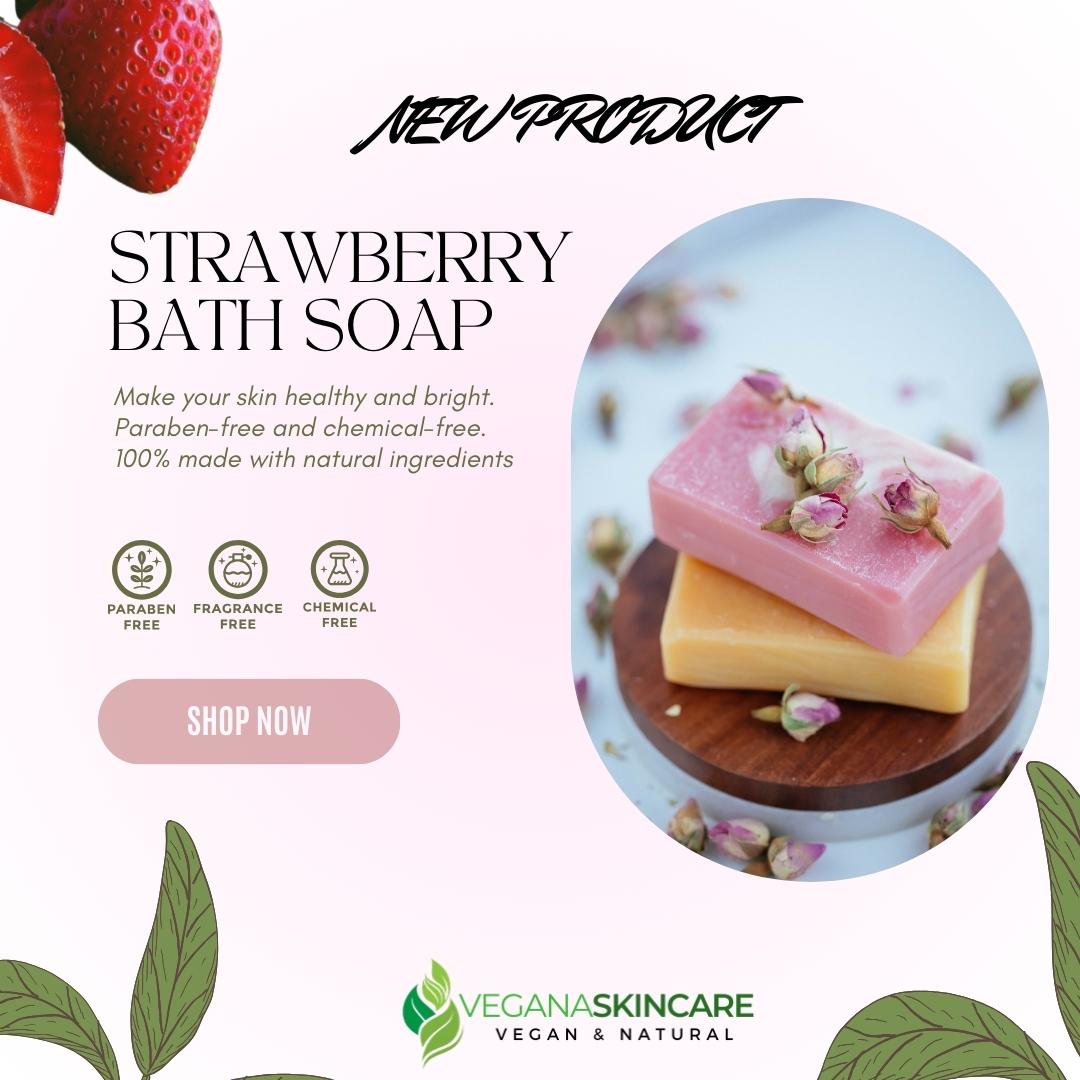 NEW PRODUCT
STRAWBERRY
BATH SOAP
Make your skin healthy and bright.
Paraben-free and chemical-free.
100% made with natural ingredients
PARABEN
FREE
FRAGRANCE
FREE
CHEMICAL
FREE
SHOP NOW
VEGANASKINCARE
VEGAN & NATURAL